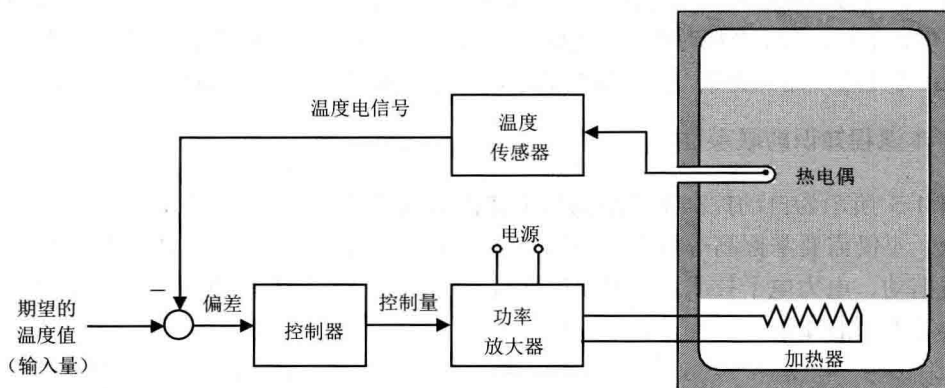 温度电信号
温度
传感器
热电偶
电源
期望的
温度值
（输入量）
−
偏差
控制器
控制量
功率
放大器
加热器